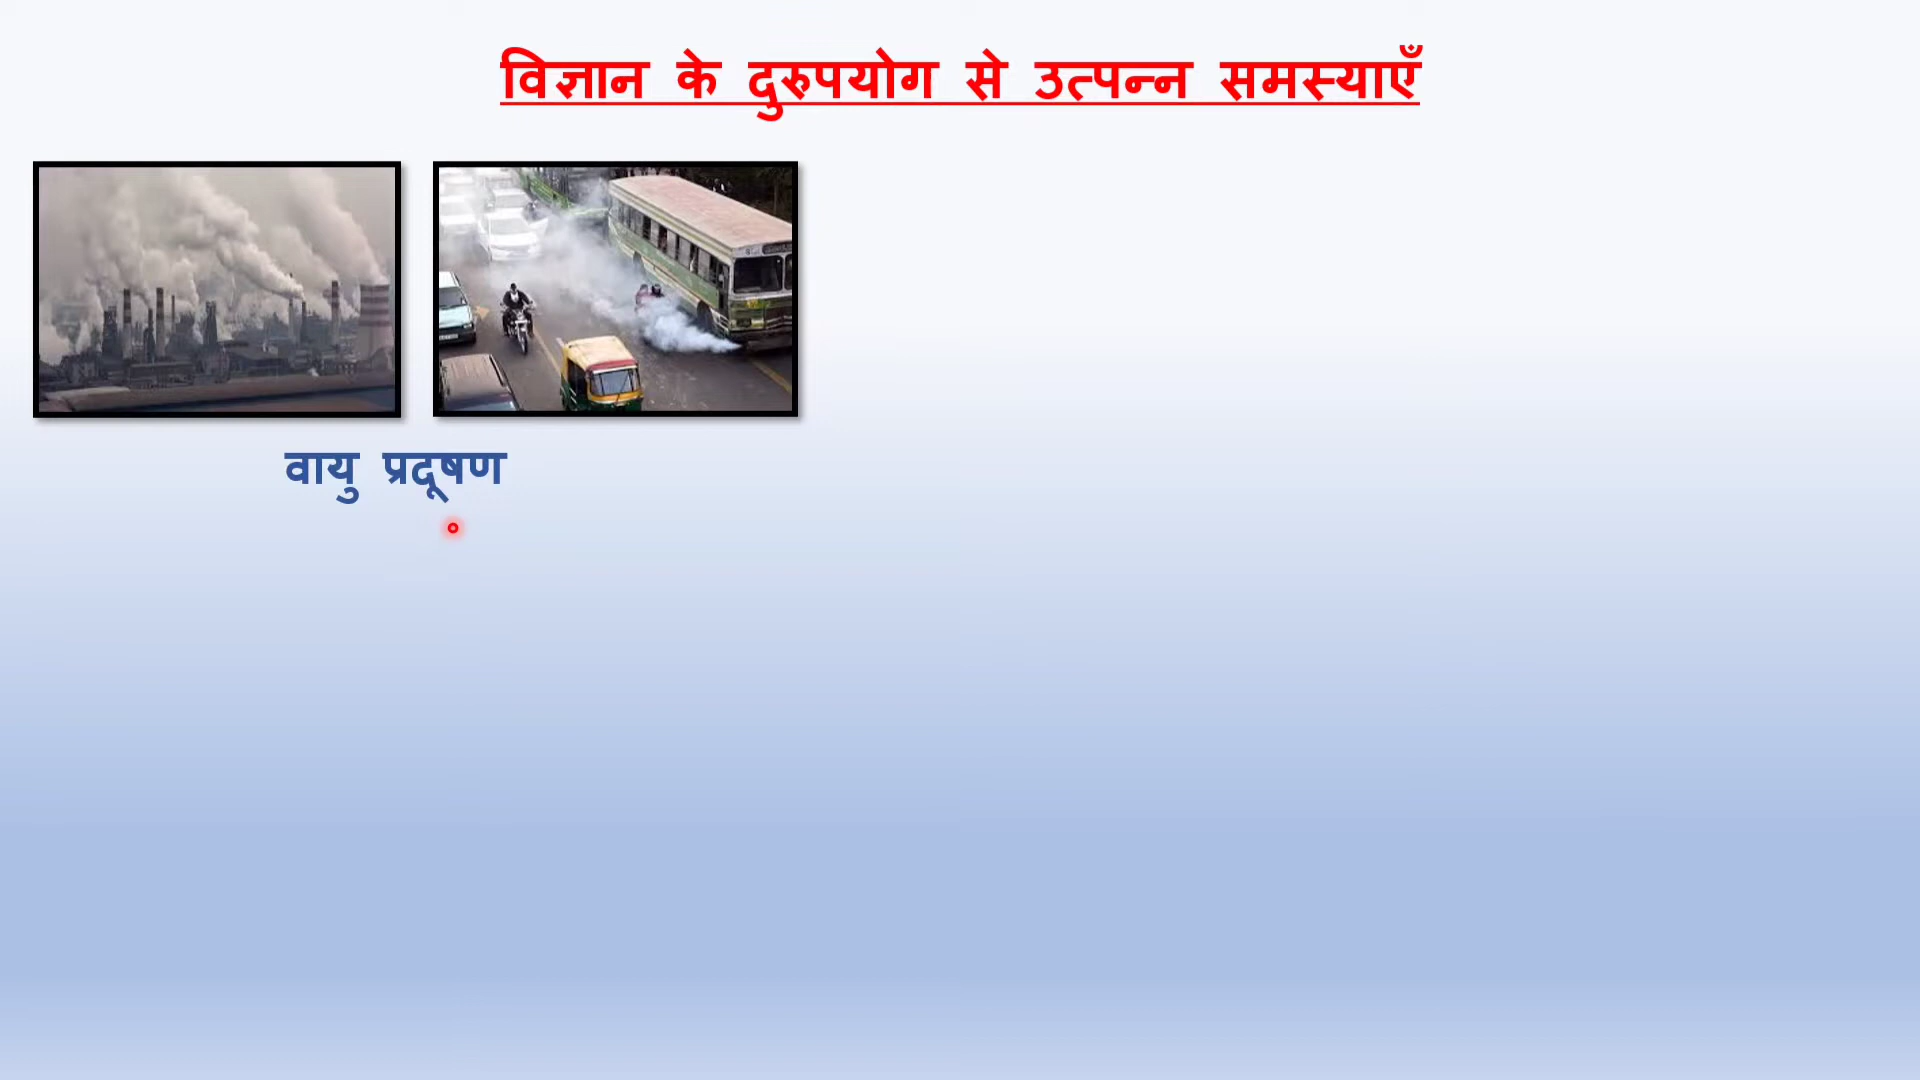 विज्ञान के दुरुपयोग से उत्पन्न समस्याएँ
वायु प्रदूषण